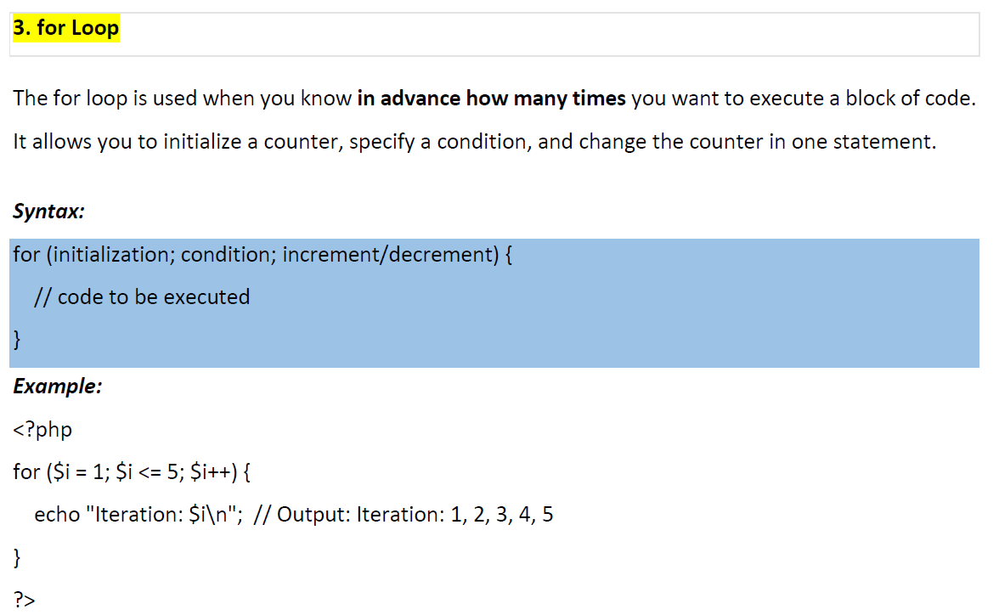 3. for Loop
The for loop is used when you know in advance how many times you want to execute a block of code.
It allows you to initialize a counter, specify a condition, and change the counter in one statement.
Syntax:
for (initialization; condition; increment/decrement) {
    // code to be executed
}
Example:
<?php
for ($i = 1; $i <= 5; $i++) {
    echo "Iteration: $i\n";  // Output: Iteration: 1, 2, 3, 4, 5
}
?>